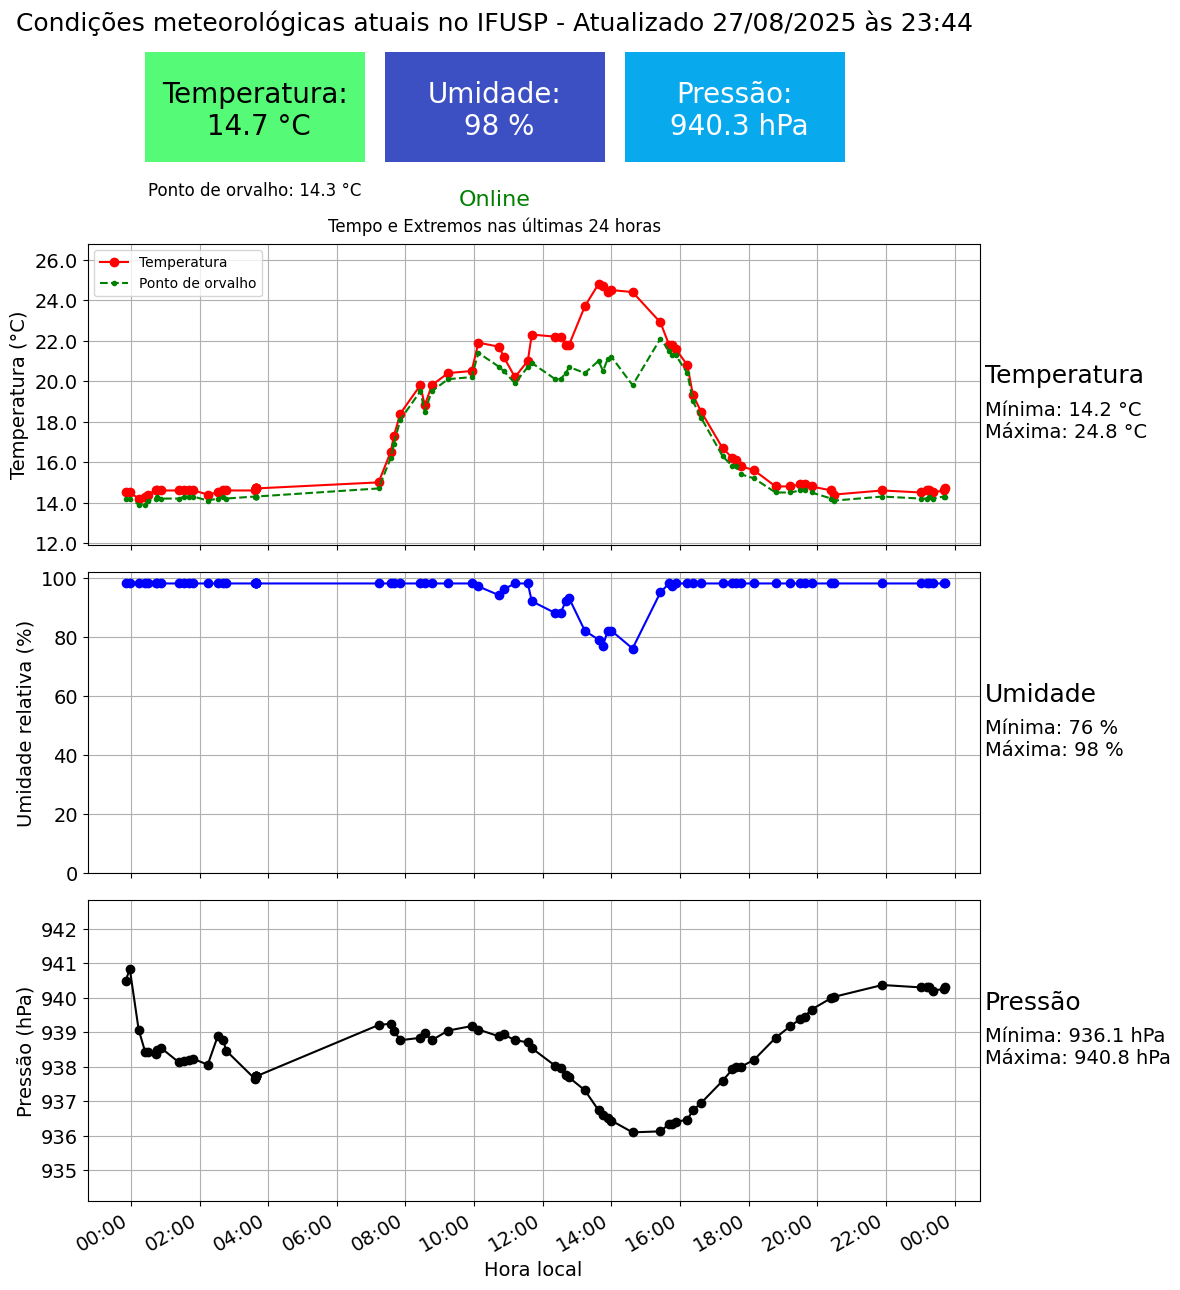 Condições meteorológicas atuais no IFUSP - Atualizado 27/08/2025 às 23:44
Temperatura:
14.7 °C
Umidade:
98 %
Pressão:
940.3 hPa
Ponto de orvalho: 14.3 °C
Online
Tempo e Extremos nas últimas 24 horas
Temperatura
Ponto de orvalho
Temperatura (°C)
26.0
24.0
22.0
20.0
18.0
16.0
14.0
12.0
Temperatura
Mínima: 14.2 °C
Máxima: 24.8 °C
Umidade relativa (%)
100
80
60
40
20
0
Umidade
Mínima: 76 %
Máxima: 98 %
Pressão (hPa)
942
941
940
939
938
937
936
935
Pressão
Mínima: 936.1 hPa
Máxima: 940.8 hPa
00:00 02:00 04:00 06:00 08:00 10:00 12:00 14:00 16:00 18:00 20:00 22:00 00:00
Hora local